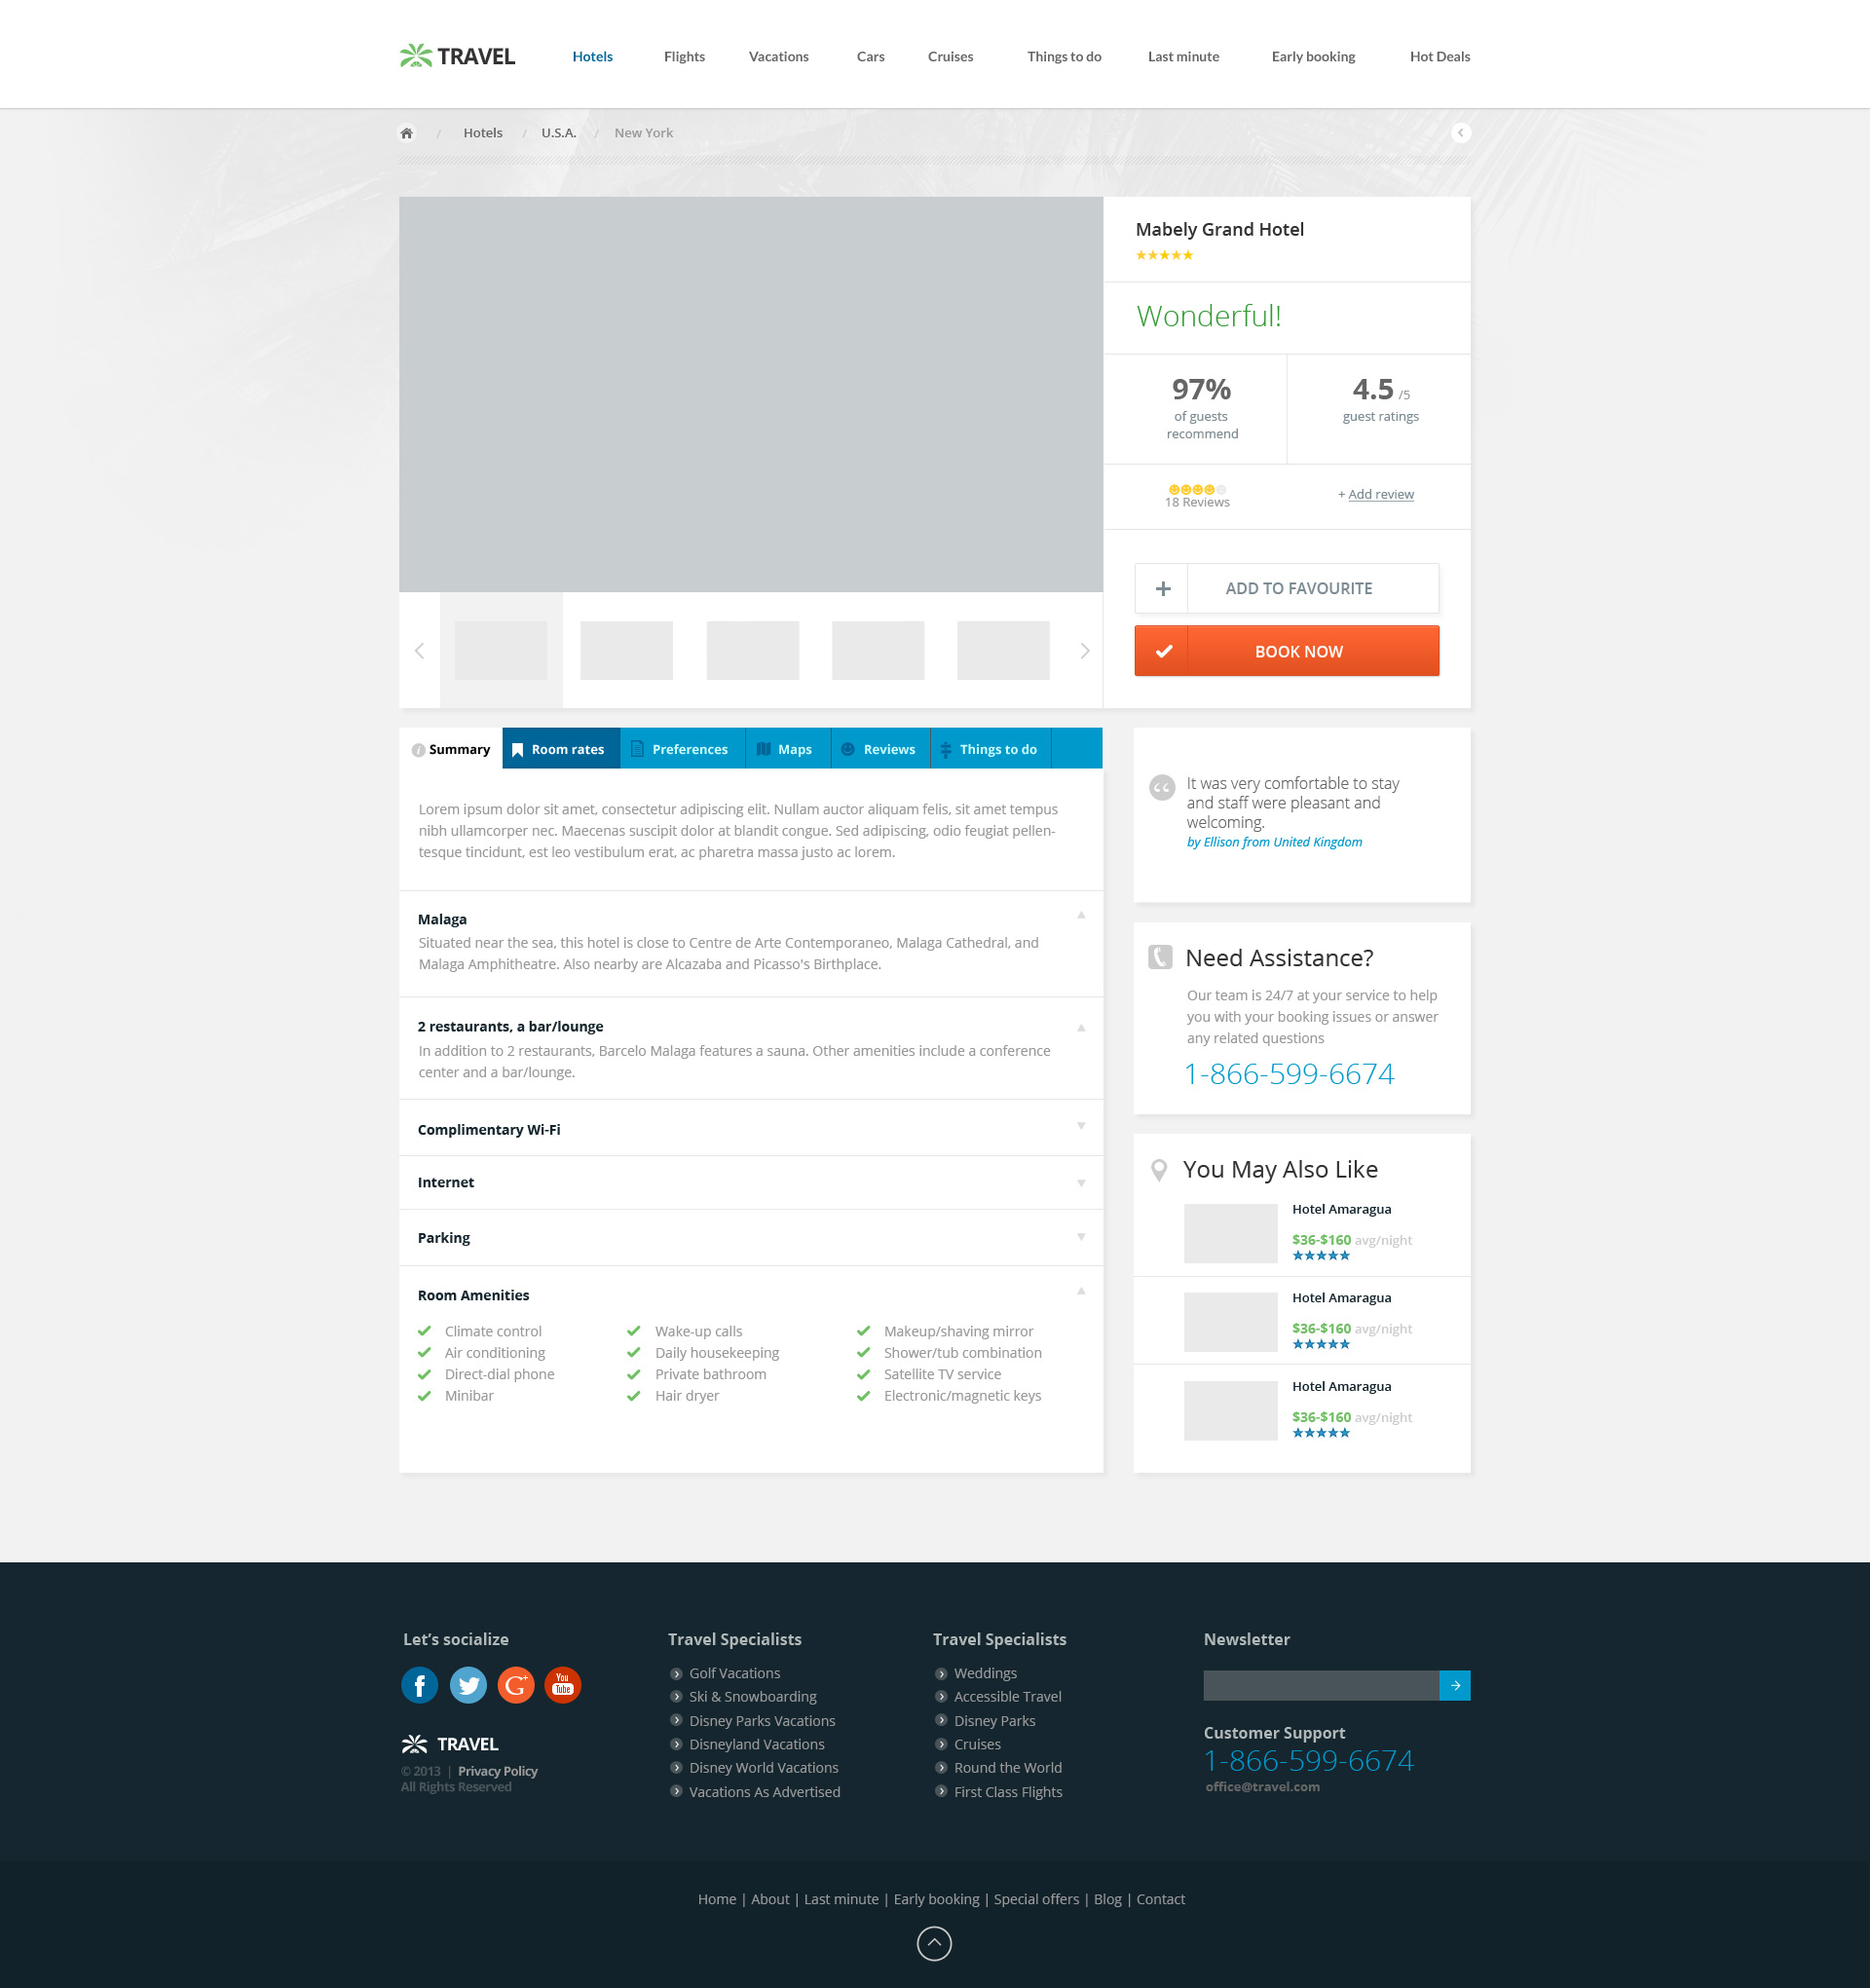 TRAVEL
Hotels Flights Vacations Cars Cruises Things to do Last minute Early booking Hot Deals
/ Hotels / U.S.A. / New York
Mabely Grand Hotel
Wonderful!
97%
of guests
recommend
4.5 /5
guest ratings
18 Reviews
+ Add review
ADD TO FAVOURITE
BOOK NOW
Summary Room rates Preferences Maps Reviews Things to do
Lorem ipsum dolor sit amet, consectetur adipiscing elit. Nullam auctor aliquam felis, sit amet tempus
nibh ullamcorper nec. Maecenas suscipit dolor at blandit congue. Sed adipiscing, odio feugiat pellen-
tesque tincidunt, est leo vestibulum erat, ac pharetra massa justo ac lorem.
Malaga
Situated near the sea, this hotel is close to Centre de Arte Contemporaneo, Malaga Cathedral, and
Malaga Amphitheatre. Also nearby are Alcazaba and Picasso's Birthplace.
2 restaurants, a bar/lounge
In addition to 2 restaurants, Barcelo Malaga features a sauna. Other amenities include a conference
center and a bar/lounge.
Complimentary Wi-Fi
Internet
Parking
Room Amenities
Climate control
Air conditioning
Direct-dial phone
Minibar
Wake-up calls
Daily housekeeping
Private bathroom
Hair dryer
Makeup/shaving mirror
Shower/tub combination
Satellite TV service
Electronic/magnetic keys
It was very comfortable to stay
and staff were pleasant and
welcoming.
by Ellison from United Kingdom
Need Assistance?
Our team is 24/7 at your service to help
you with your booking issues or answer
any related questions
1-866-599-6674
You May Also Like
Hotel Amaragua
$36-$160 avg/night
Hotel Amaragua
$36-$160 avg/night
Hotel Amaragua
$36-$160 avg/night
Let’s socialize
You
Tube
TRAVEL
© 2013 | Privacy Policy
All Rights Reserved
Travel Specialists
Golf Vacations
Ski & Snowboarding
Disney Parks Vacations
Disneyland Vacations
Disney World Vacations
Vacations As Advertised
Travel Specialists
Weddings
Accessible Travel
Disney Parks
Cruises
Round the World
First Class Flights
Newsletter
Customer Support
1-866-599-6674
office@travel.com
Home | About | Last minute | Early booking | Special offers | Blog | Contact